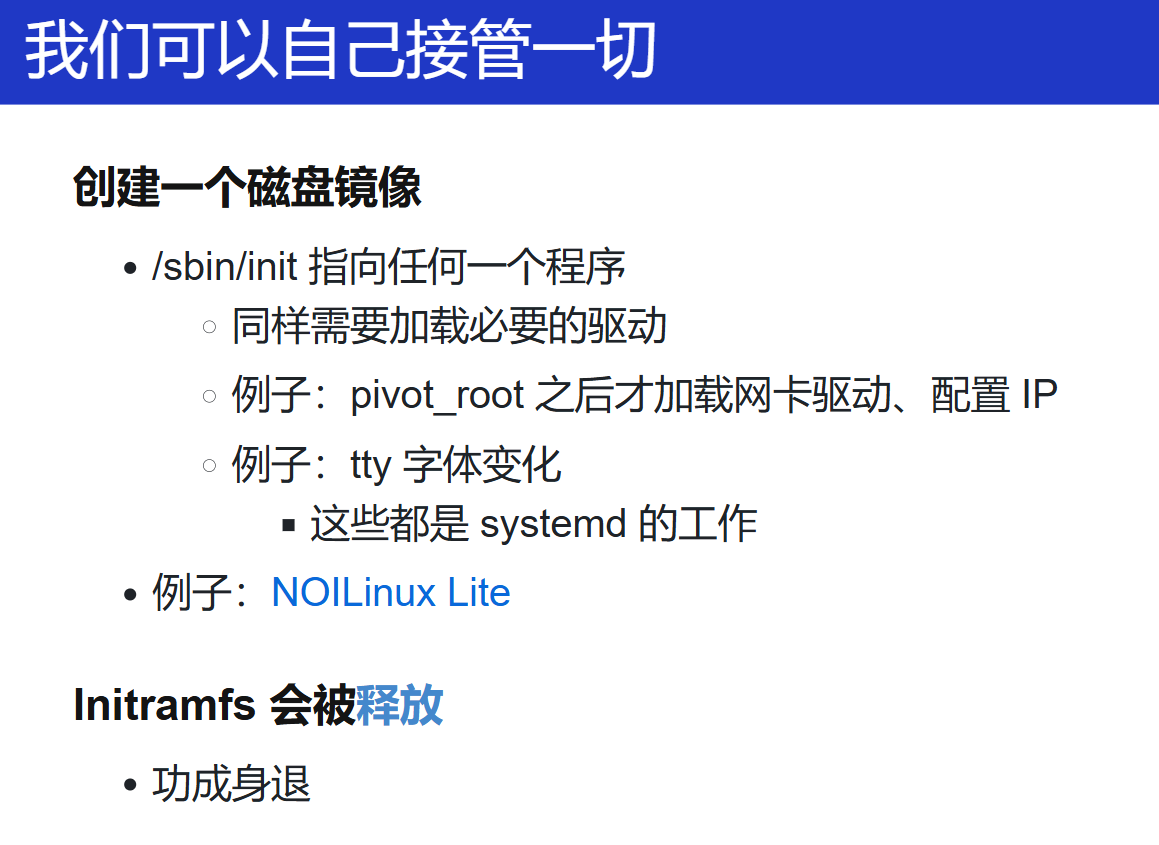 我们可以自己接管一切
创建一个磁盘镜像
/sbin/init 指向任何一个程序
同样需要加载必要的驱动
例子：pivot_root 之后才加载网卡驱动、配置 IP
例子：tty 字体变化
这些都是 systemd 的工作
例子：NOILinux Lite
Initramfs 会被释放
功成身退